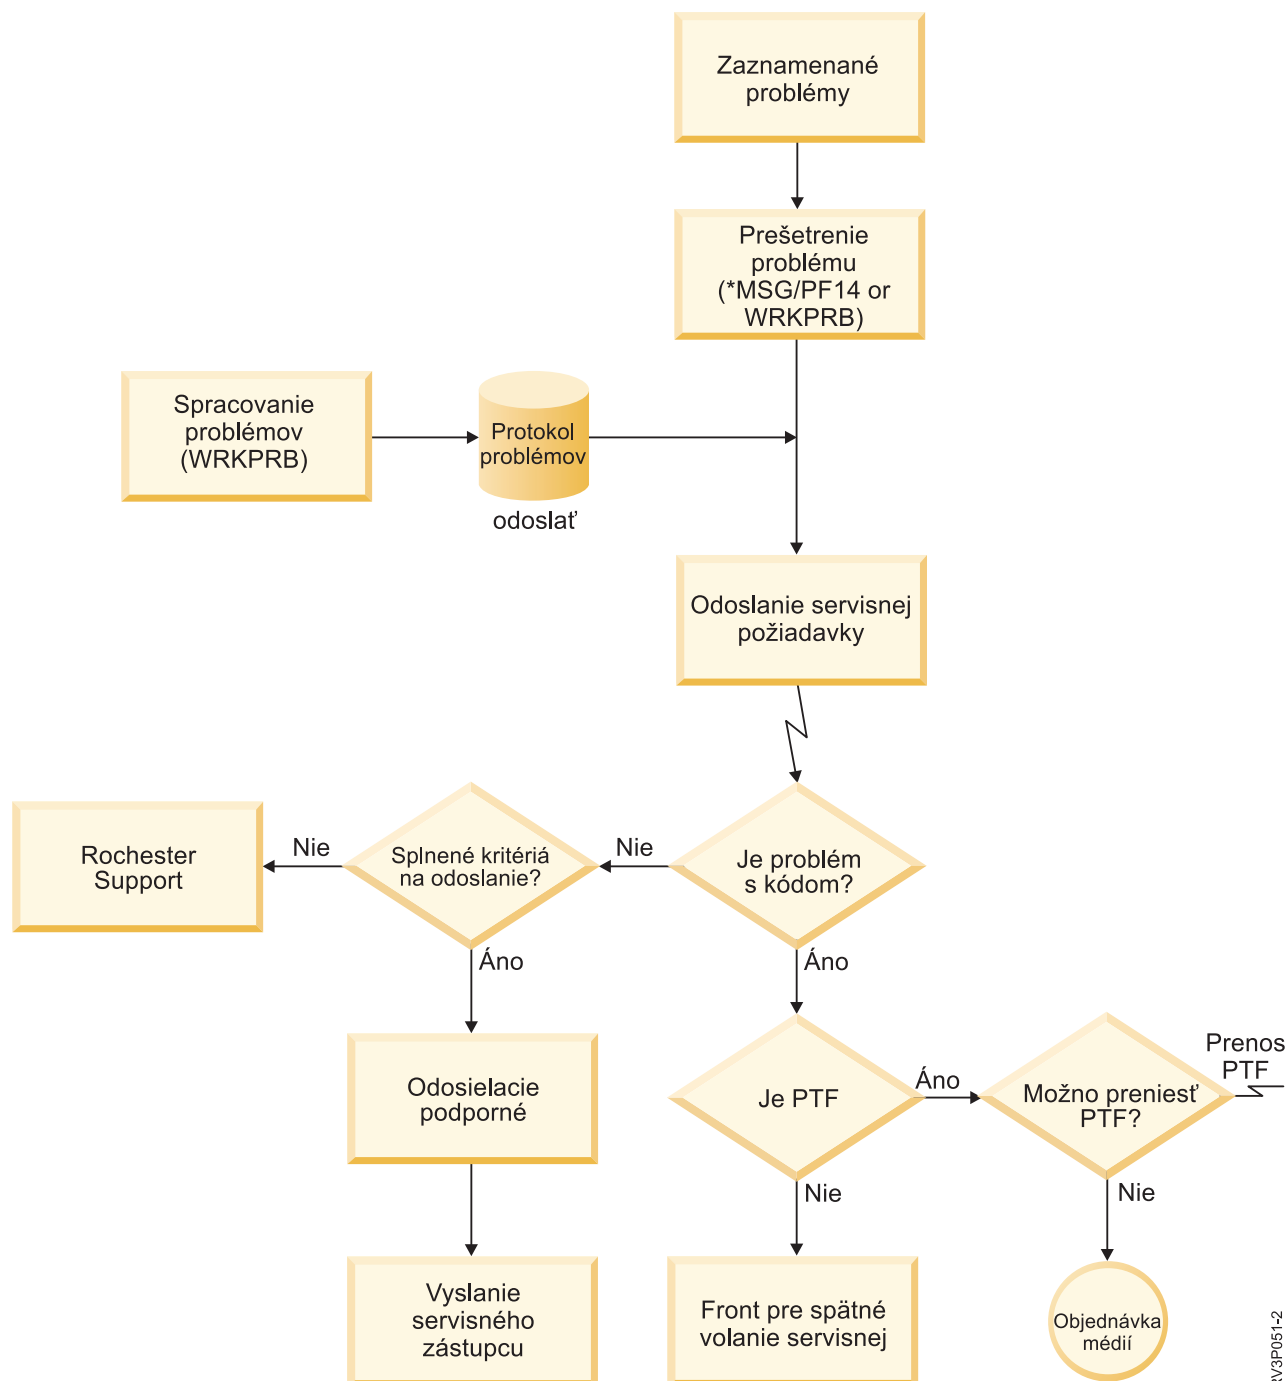 Zaznamenané
problémy
Prešetrenie
problému
(*MSG/PF14 or
WRKPRB)
Spracovanie
problémov
(WRKPRB)
Protokol
problémov
odoslať
Odoslanie servisnej
požiadavky
Rochester
Support
Nie
Splnené kritériá
na odoslanie?
Nie
Je problém
s kódom?
Áno
Áno
Odosielacie
podporné
Je PTF
Áno
Možno preniesť
PTF?
Prenos
PTF
Nie
Nie
Vyslanie
servisného
zástupcu
Front pre spätné
volanie servisnej
Objednávka
médií
RV3P051-2